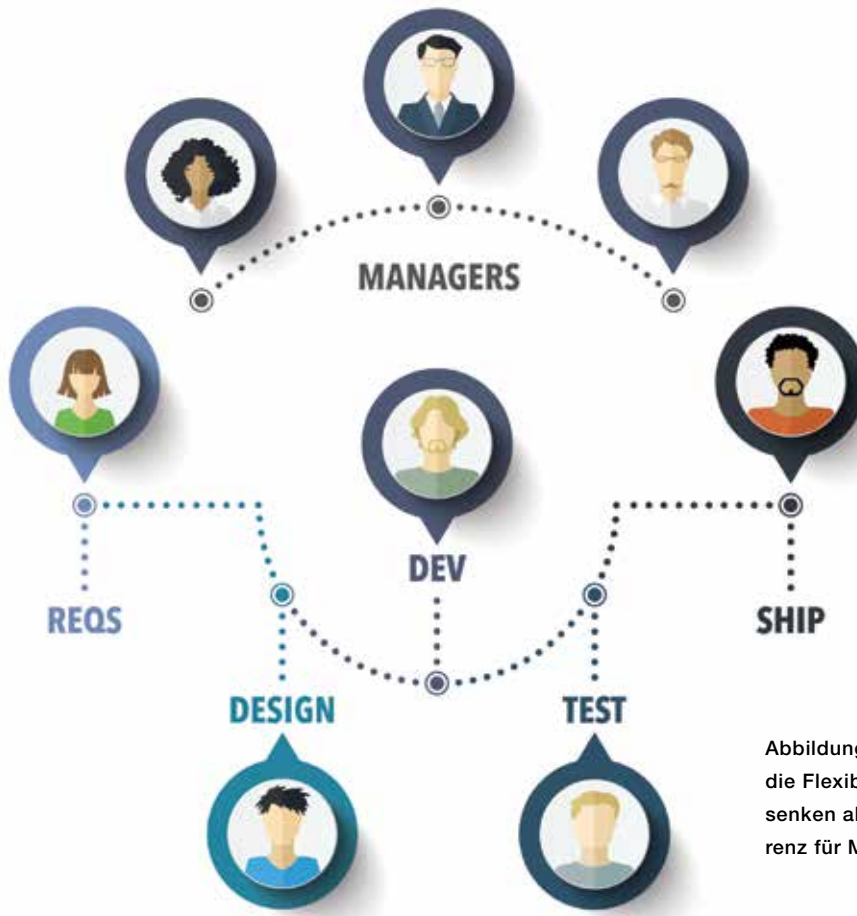 MANAGERS
DEV
REQS
SHIP
DESIGN
TEST
Abbildung
die Flexib
senken al
renz für M